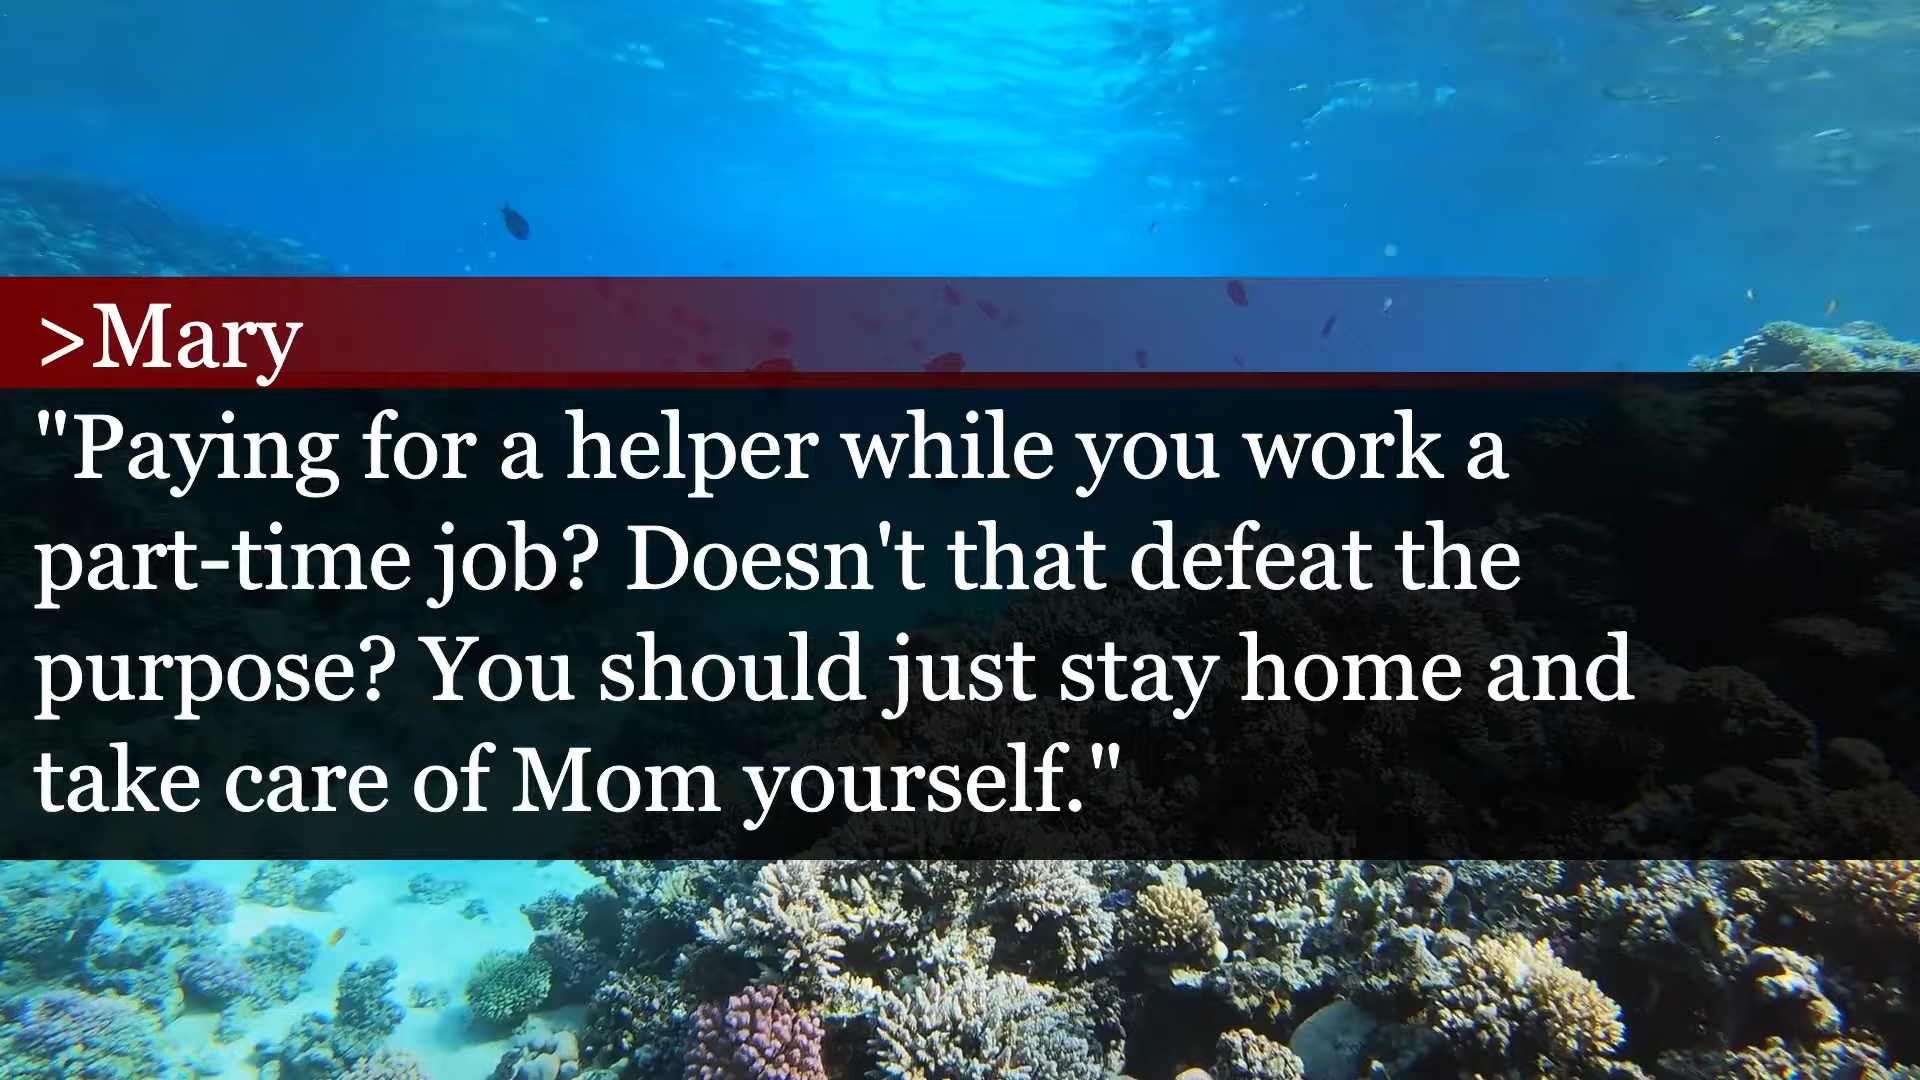 >Mary
"Paying for a helper while you work a
part-time job? Doesn't that defeat the
purpose? You should just stay home and
take care of Mom yourself."